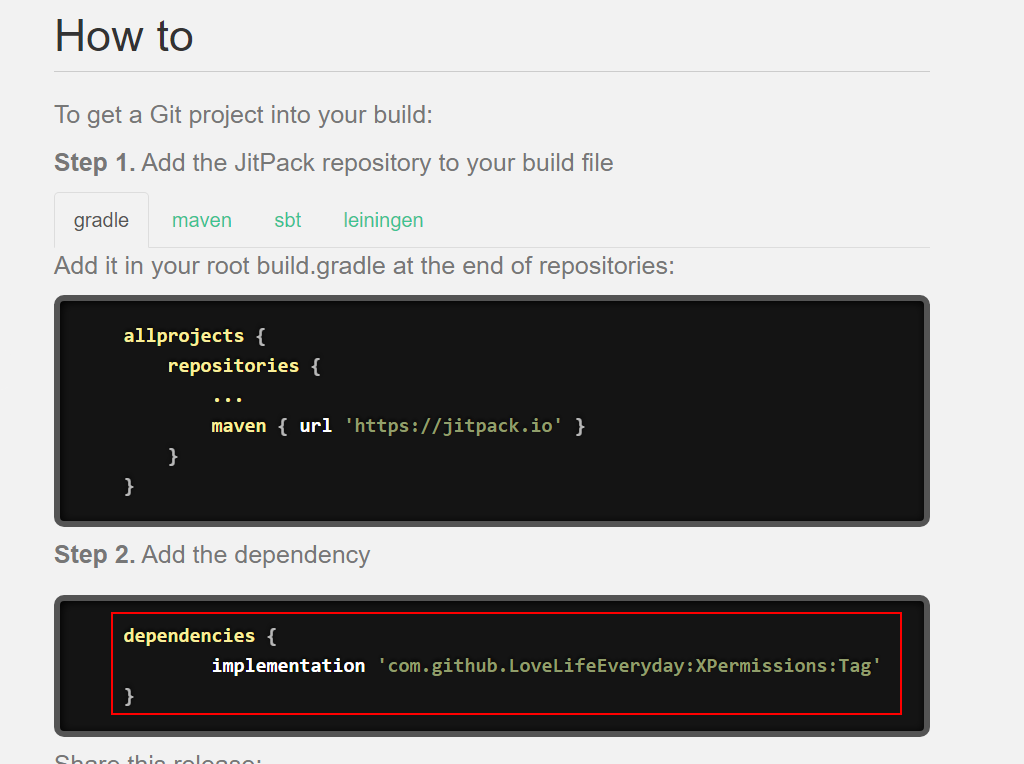 How to
To get a Git project into your build:
Step 1. Add the JitPack repository to your build file
gradle maven sbt leiningen
Add it in your root build.gradle at the end of repositories:
allprojects {
repositories {
...
maven { url 'https://jitpack.io' }
}
}
Step 2. Add the dependency
dependencies {
implementation 'com.github.LoveLifeEveryday:XPermissions:Tag'
}
Share this release: